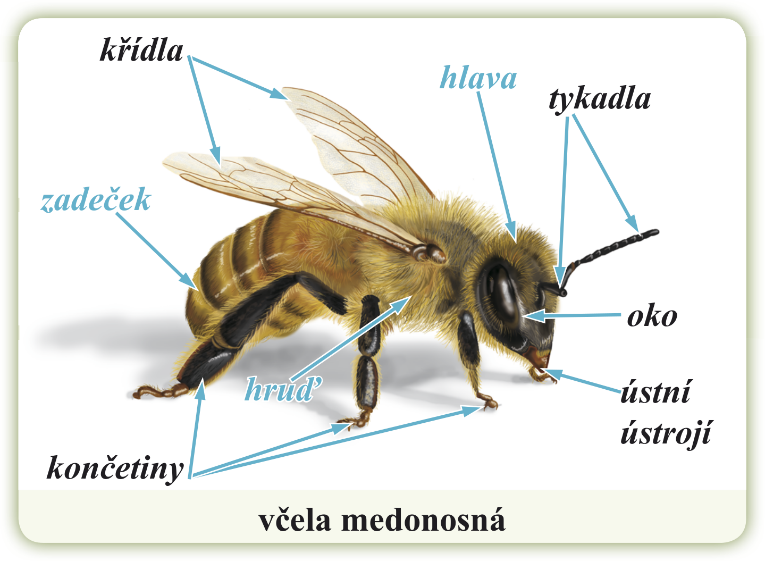 křídla
hlava
tykadla
zadeček
oko
hruď
ústní
ústrojí
končetiny
včela medonosná